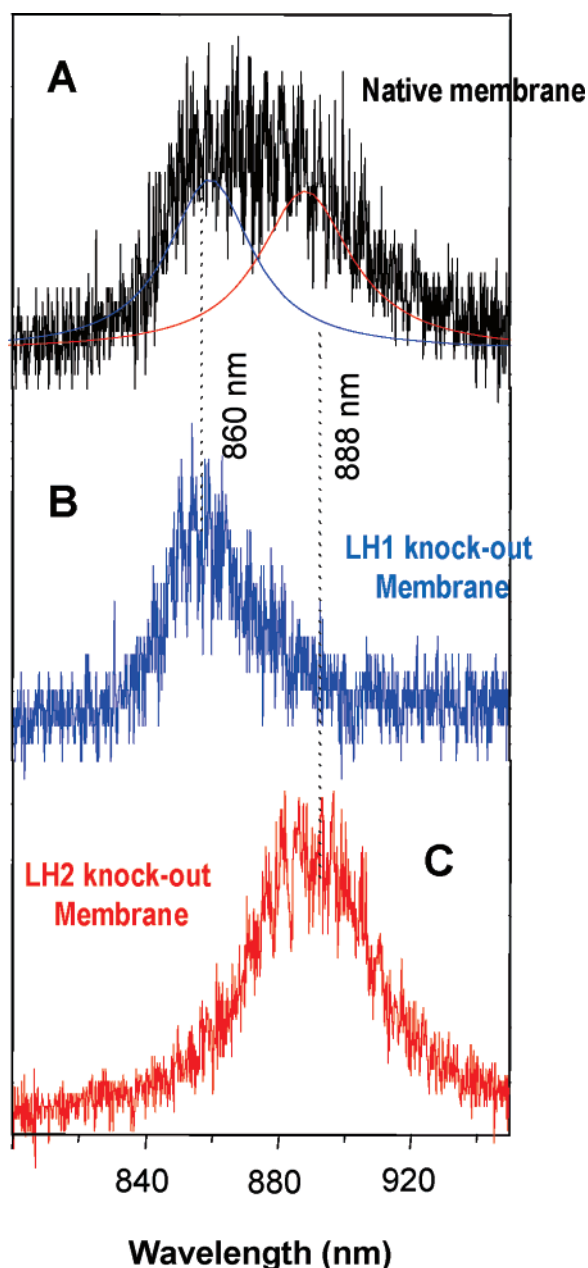 A
Native membrane
860 nm
888 nm
B
LH1 knock-out
Membrane
LH2 knock-out
Membrane
C
840
880
920
Wavelength (nm)